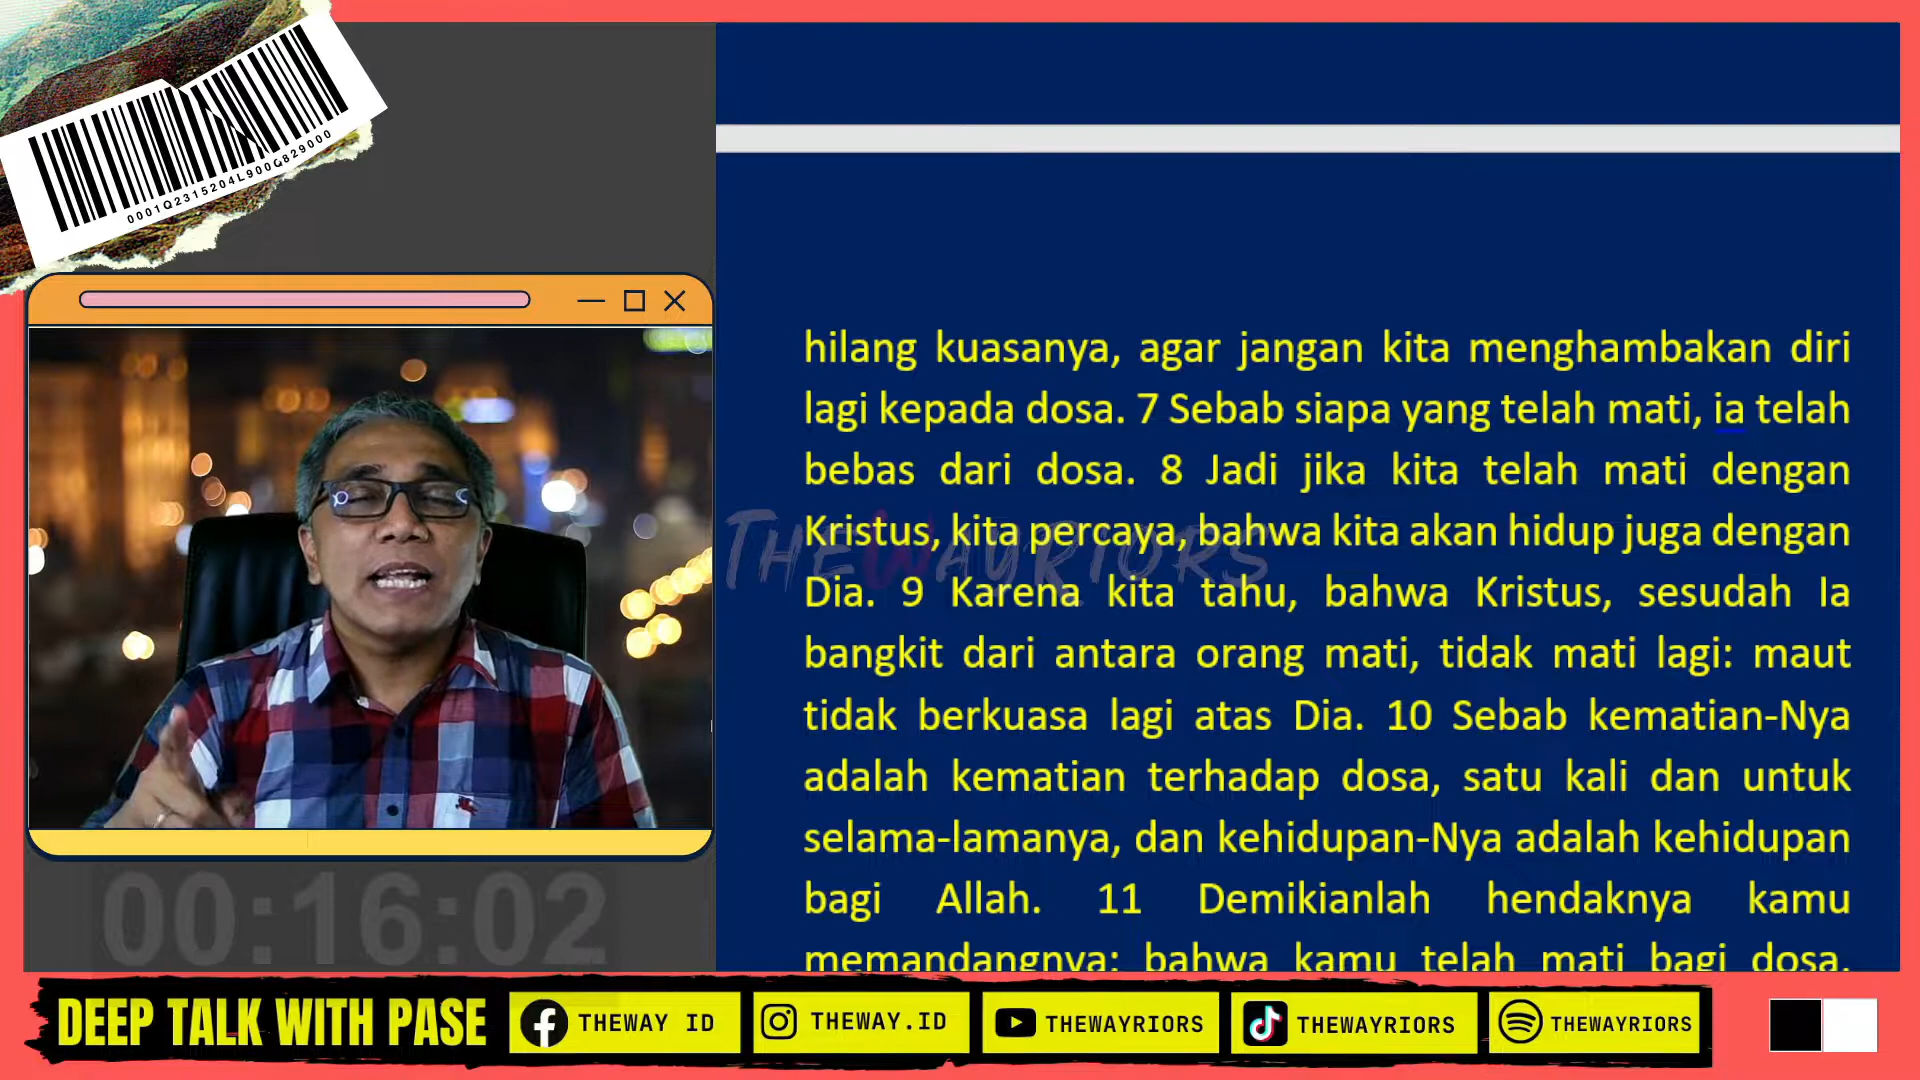 0001Q2315204L900G829000
hilang kuasanya, agar jangan kita menghambakan diri
lagi kepada dosa. 7 Sebab siapa yang telah mati, ia telah
bebas dari dosa. 8 Jadi jika kita telah mati dengan
Kristus, kita percaya, bahwa kita akan hidup juga dengan
Dia. 9 Karena kita tahu, bahwa Kristus, sesudah Ia
bangkit dari antara orang mati, tidak mati lagi: maut
tidak berkuasa lagi atas Dia. 10 Sebab kematian-Nya
adalah kematian terhadap dosa, satu kali dan untuk
selama-lamanya, dan kehidupan-Nya adalah kehidupan
bagi Allah. 11 Demikianlah hendaknya kamu
memandangnya: bahwa kamu telah mati bagi dosa,
THEWAYRIORS
00:16:02
DEEP TALK WITH PASE
THEWAY ID
THEWAY.ID
THEWAYRIORS
THEWAYRIORS
THEWAYRIORS